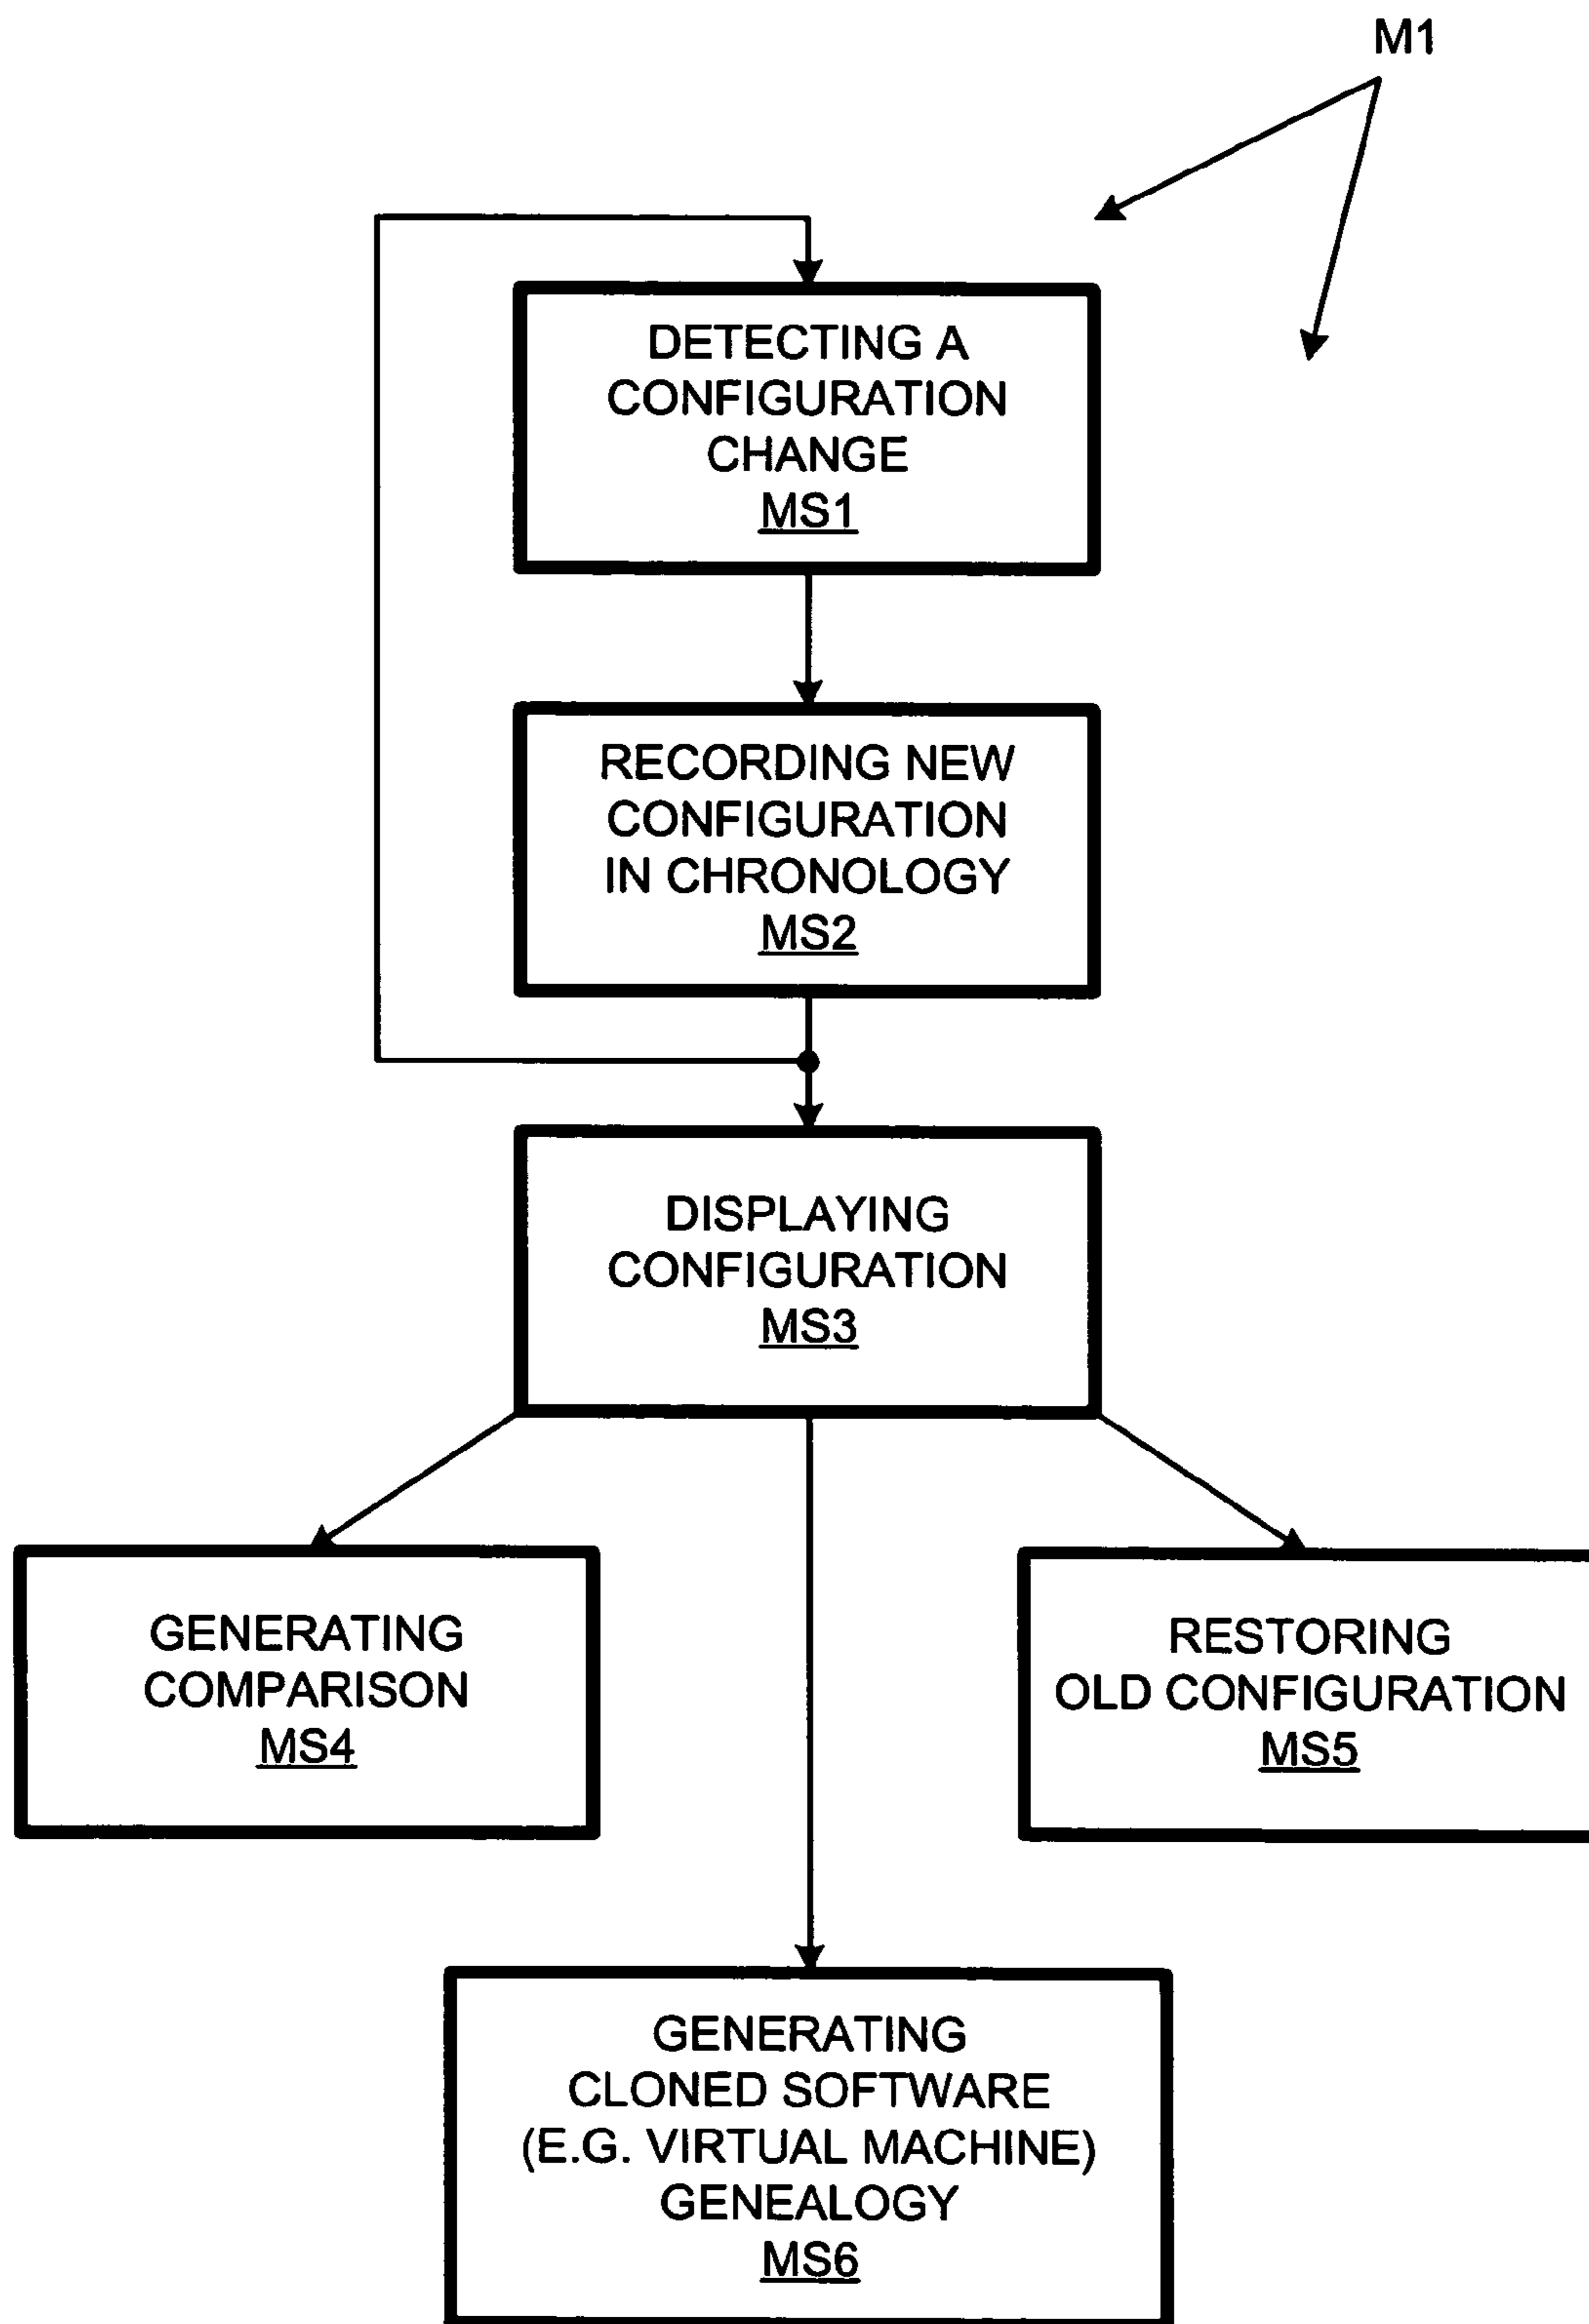 M1
DETECTING A
CONFIGURATION
CHANGE
MS1
RECORDING NEW
CONFIGURATION
IN CHRONOLOGY
MS2
DISPLAYING
CONFIGURATION
MS3
GENERATING
COMPARISON
MS4
RESTORING
OLD CONFIGURATION
MS5
GENERATING
CLONED SOFTWARE
(E.G. VIRTUAL MACHINE)
GENEALOGY
MS6